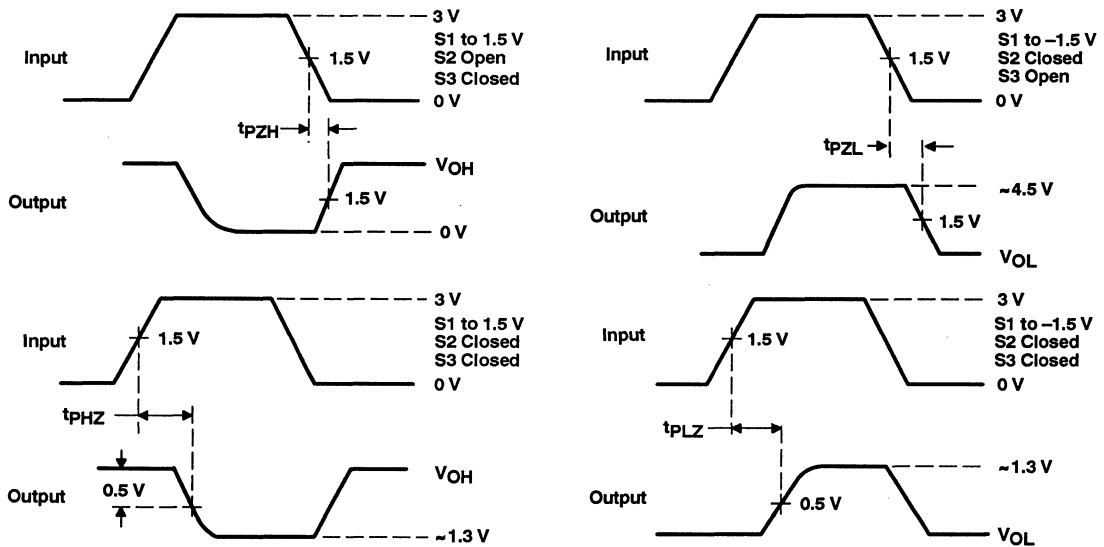 3 V
S1 to 1.5 V
S2 Open
S3 Closed
Input
1.5 V
0 V
tPZH
VOH
Output
1.5 V
0 V
3 V
S1 to –1.5 V
S2 Closed
S3 Open
Input
1.5 V
0 V
tPZL
≈4.5 V
Output
1.5 V
VOL
3 V
S1 to 1.5 V
S2 Closed
S3 Closed
Input
1.5 V
0 V
tPHZ
VOH
0.5 V
Output
≈1.3 V
3 V
S1 to –1.5 V
S2 Closed
S3 Closed
Input
1.5 V
0 V
tPLZ
≈1.3 V
Output
0.5 V
VOL